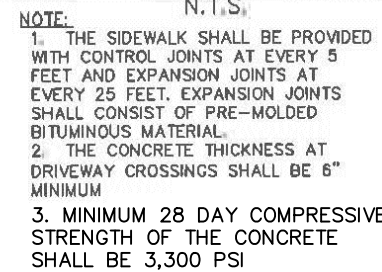 N.T.S.
NOTE:
1. THE SIDEWALK SHALL BE PROVIDED
WITH CONTROL JOINTS AT EVERY 5
FEET AND EXPANSION JOINTS AT
EVERY 25 FEET. EXPANSION JOINTS
SHALL CONSIST OF PRE-MOLDED
BITUMINOUS MATERIAL.
2. THE CONCRETE THICKNESS AT
DRIVEWAY CROSSINGS SHALL BE 6"
MINIMUM
3. MINIMUM 28 DAY COMPRESSIVE
STRENGTH OF THE CONCRETE
SHALL BE 3,300 PSI